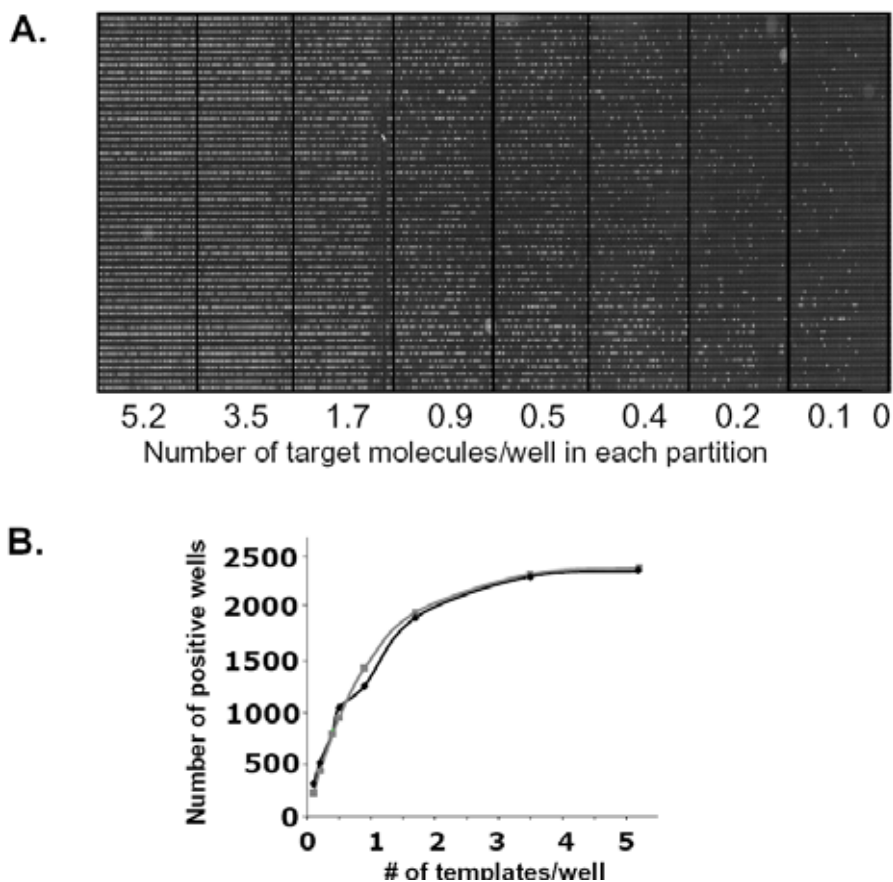 A.
5.2 3.5 1.7 0.9 0.5 0.4 0.2 0.1 0
Number of target molecules/well in each partition
B.
Number of positive wells
2500
2000
1500
1000
500
0
0 1 2 3 4 5
# of templates/well